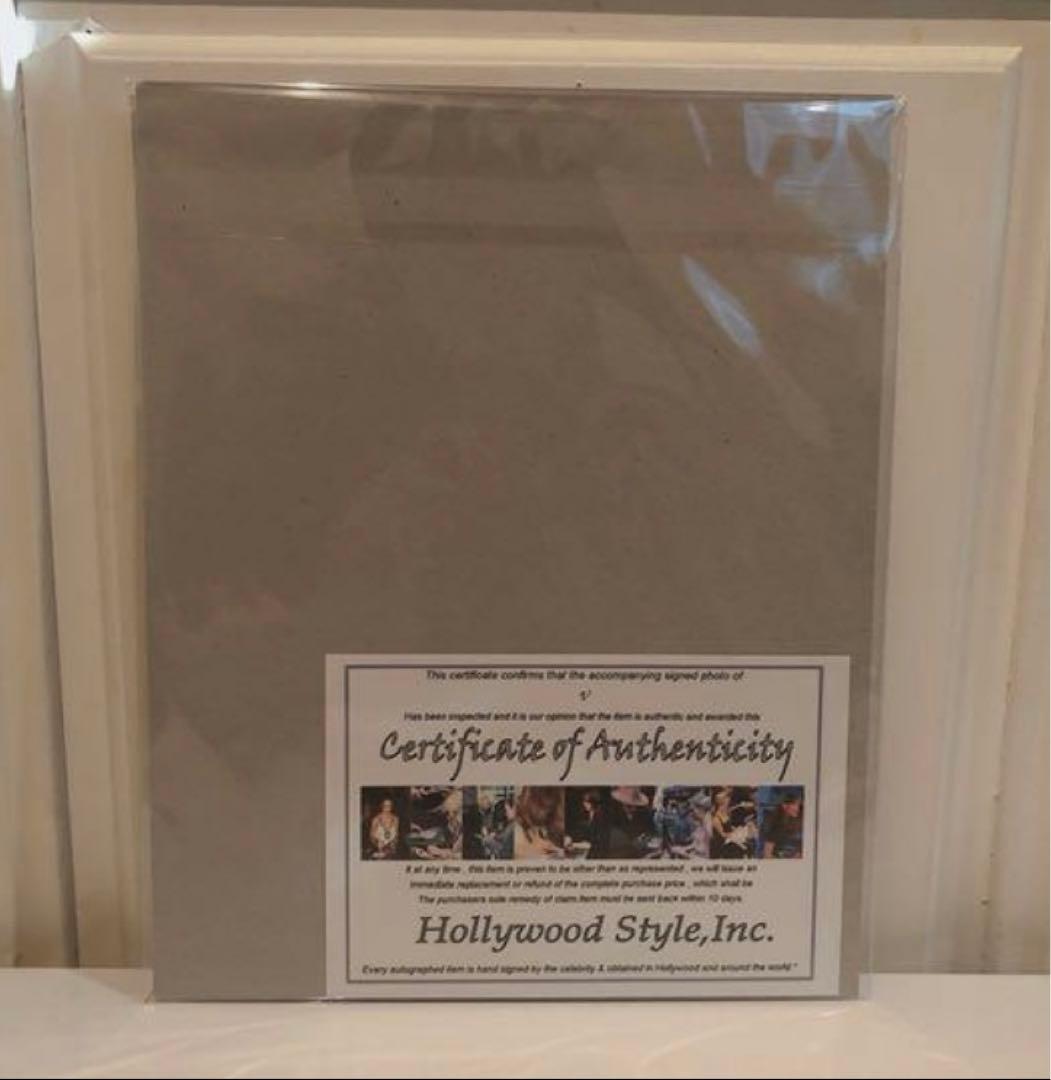 This certificate confirms that the accompanying signed photo of
V
Has been inspected and it is our opinion that the item is authentic and awarded this
Certificate of Authenticity
If at any time , this item is proven to be other than as represented , we will issue an
immediate replacement or refund of the complete purchase price , which shall be
The purchasers sole remedy of claim.Item must be sent back within 10 days.
Hollywood Style,Inc.
Every autographed item is hand signed by the celebrity & obtained in Hollywood and around the world "